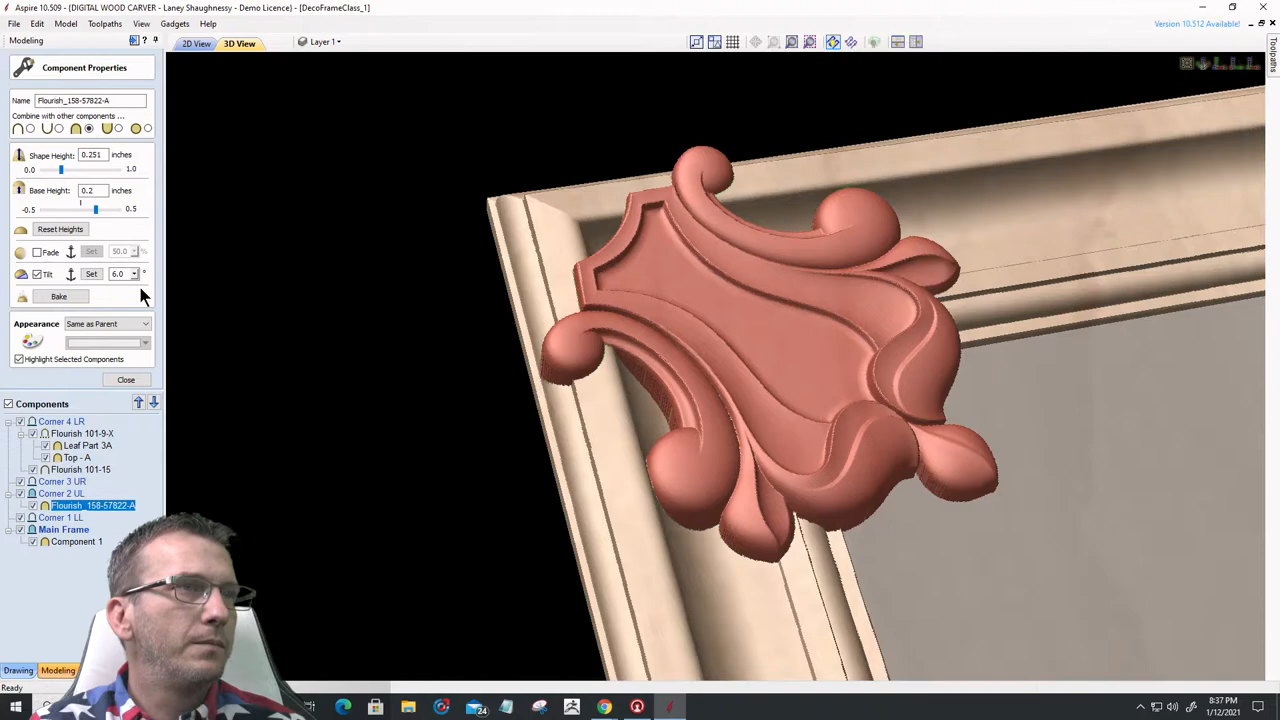 Aspire 10.509 - (DIGITAL WOOD CARVER - Laney Shaughnessy - Demo Licence) - [DecoFrameClass_1]
File Edit Model Toolpaths View Gadgets Help
Version 10.512 Available!
Modeling
2D View 3D View Layer 1
Toolpaths
Component Properties
Name Flourish_158-57822-A
Combine with other components ...
Shape Height: 0.251 inches
0.0 1.0
Base Height: 0.2 inches
-0.5 0.5
Reset Heights
Fade Set 50.0 %
Tilt Set 6.0 °
Bake
Appearance Same as Parent
Highlight Selected Components
Close
Components
Corner 4 LR
Flourish 101-9-X
Leaf Part 3A
Top - A
Flourish 101-15
Corner 3 UR
Corner 2 UL
Flourish_158-57822-A
Corner 1 LL
Main Frame
Component 1
Drawing Modeling
Ready
24
8:37 PM
1/12/2021